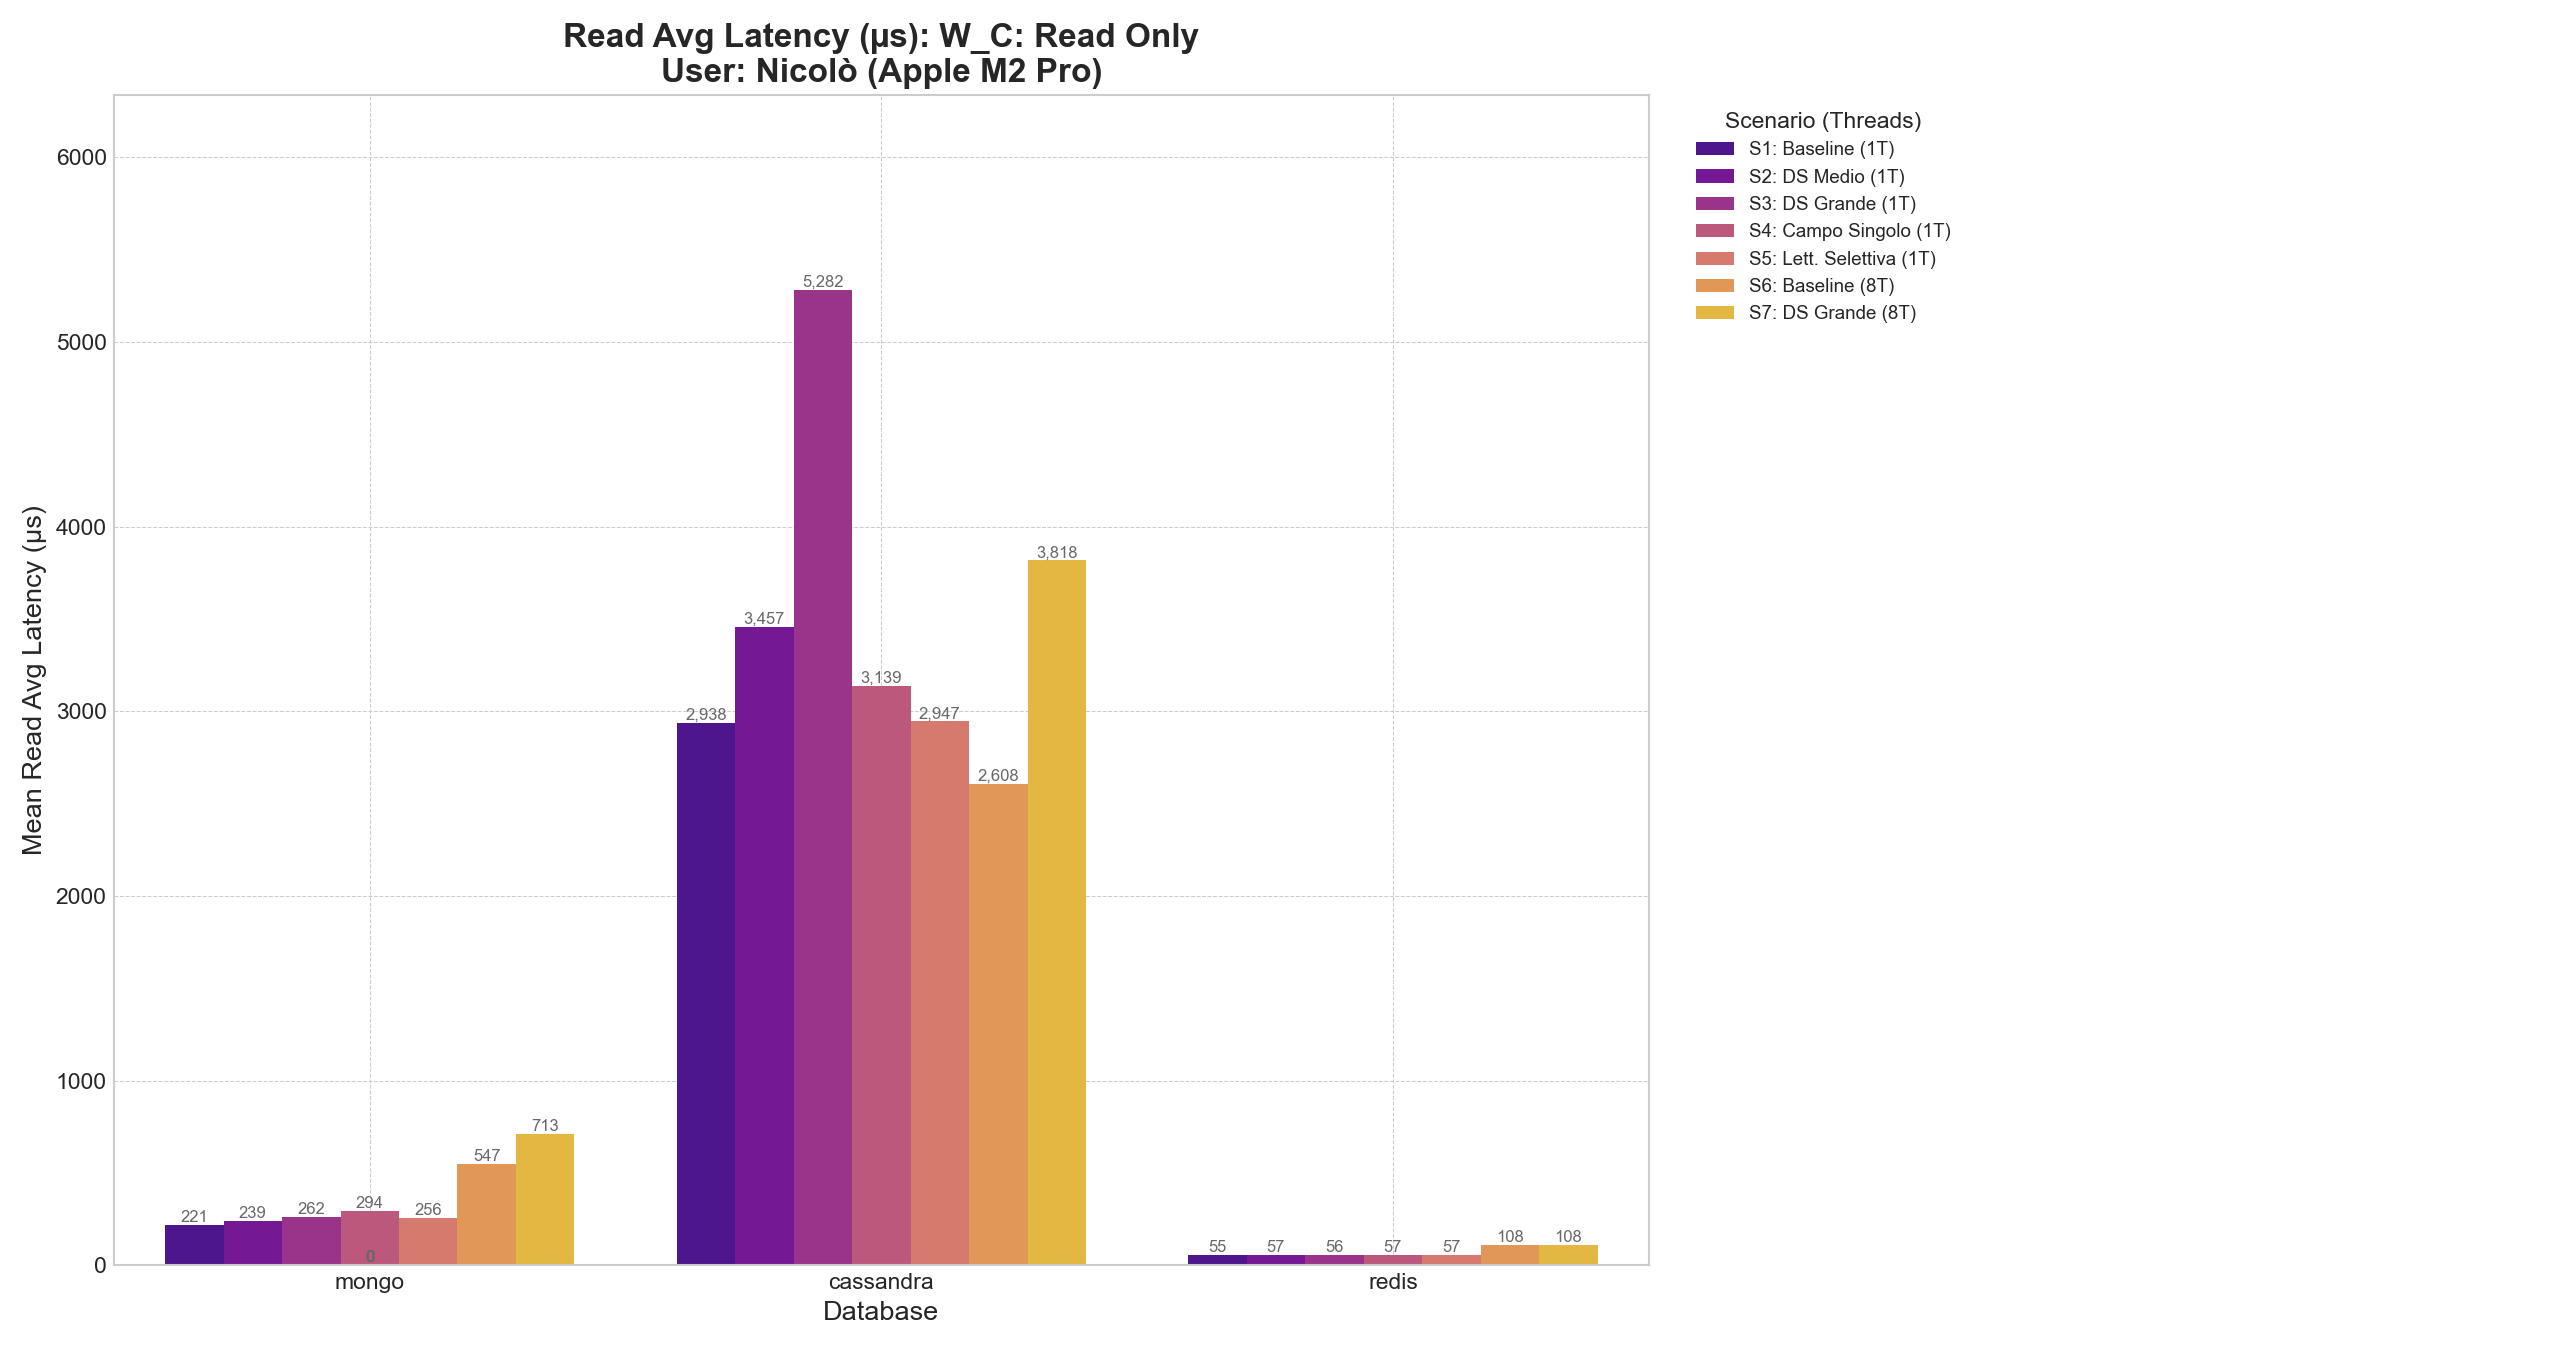 Read Avg Latency (µs): W_C: Read Only
User: Nicolò (Apple M2 Pro)
Scenario (Threads)
S1: Baseline (1T)
S2: DS Medio (1T)
S3: DS Grande (1T)
S4: Campo Singolo (1T)
S5: Lett. Selettiva (1T)
S6: Baseline (8T)
S7: DS Grande (8T)
Mean Read Avg Latency (µs)
6000
5000
4000
3000
2000
1000
0
221
239
262
294
256
547
713
0
2,938
3,457
5,282
3,139
2,947
2,608
3,818
55
57
56
57
57
108
108
mongo
cassandra
redis
Database